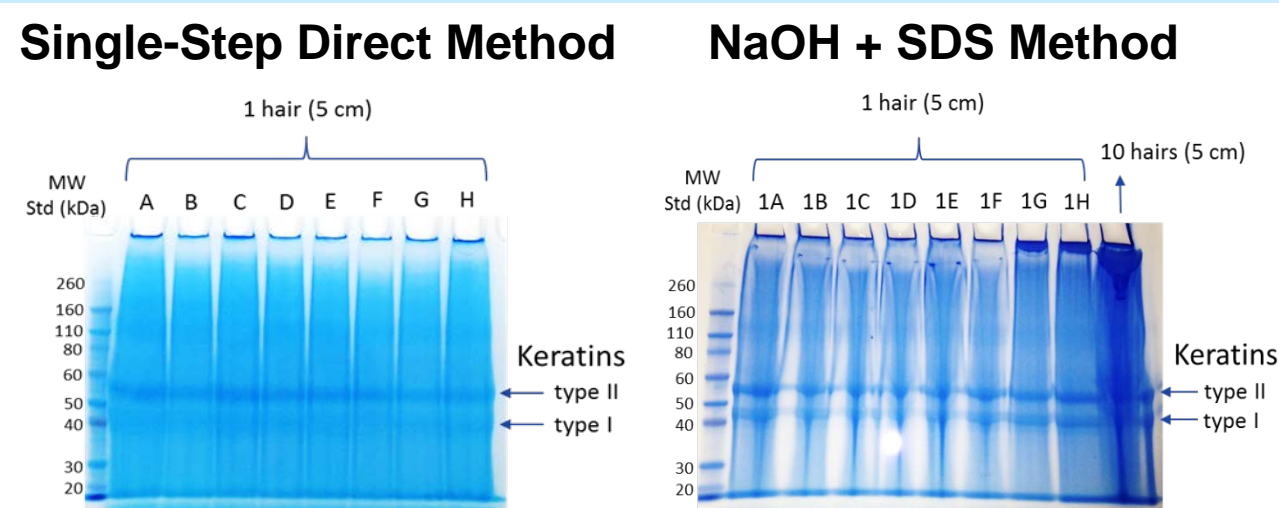 Single-Step Direct Method
1 hair (5 cm)
MW
Std (kDa)
A B C D E F G H
260
160
110
80
60
50
40
30
20
Keratins
type II
type I
NaOH + SDS Method
1 hair (5 cm)
10 hairs (5 cm)
MW
Std (kDa)
1A 1B 1C 1D 1E 1F 1G 1H
260
160
110
80
60
50
40
30
20
Keratins
type II
type I